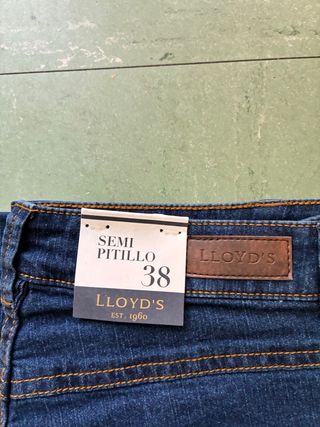 SEMI
PITILLO
38
LLOYD'S
EST. 1960
LLOYD'S